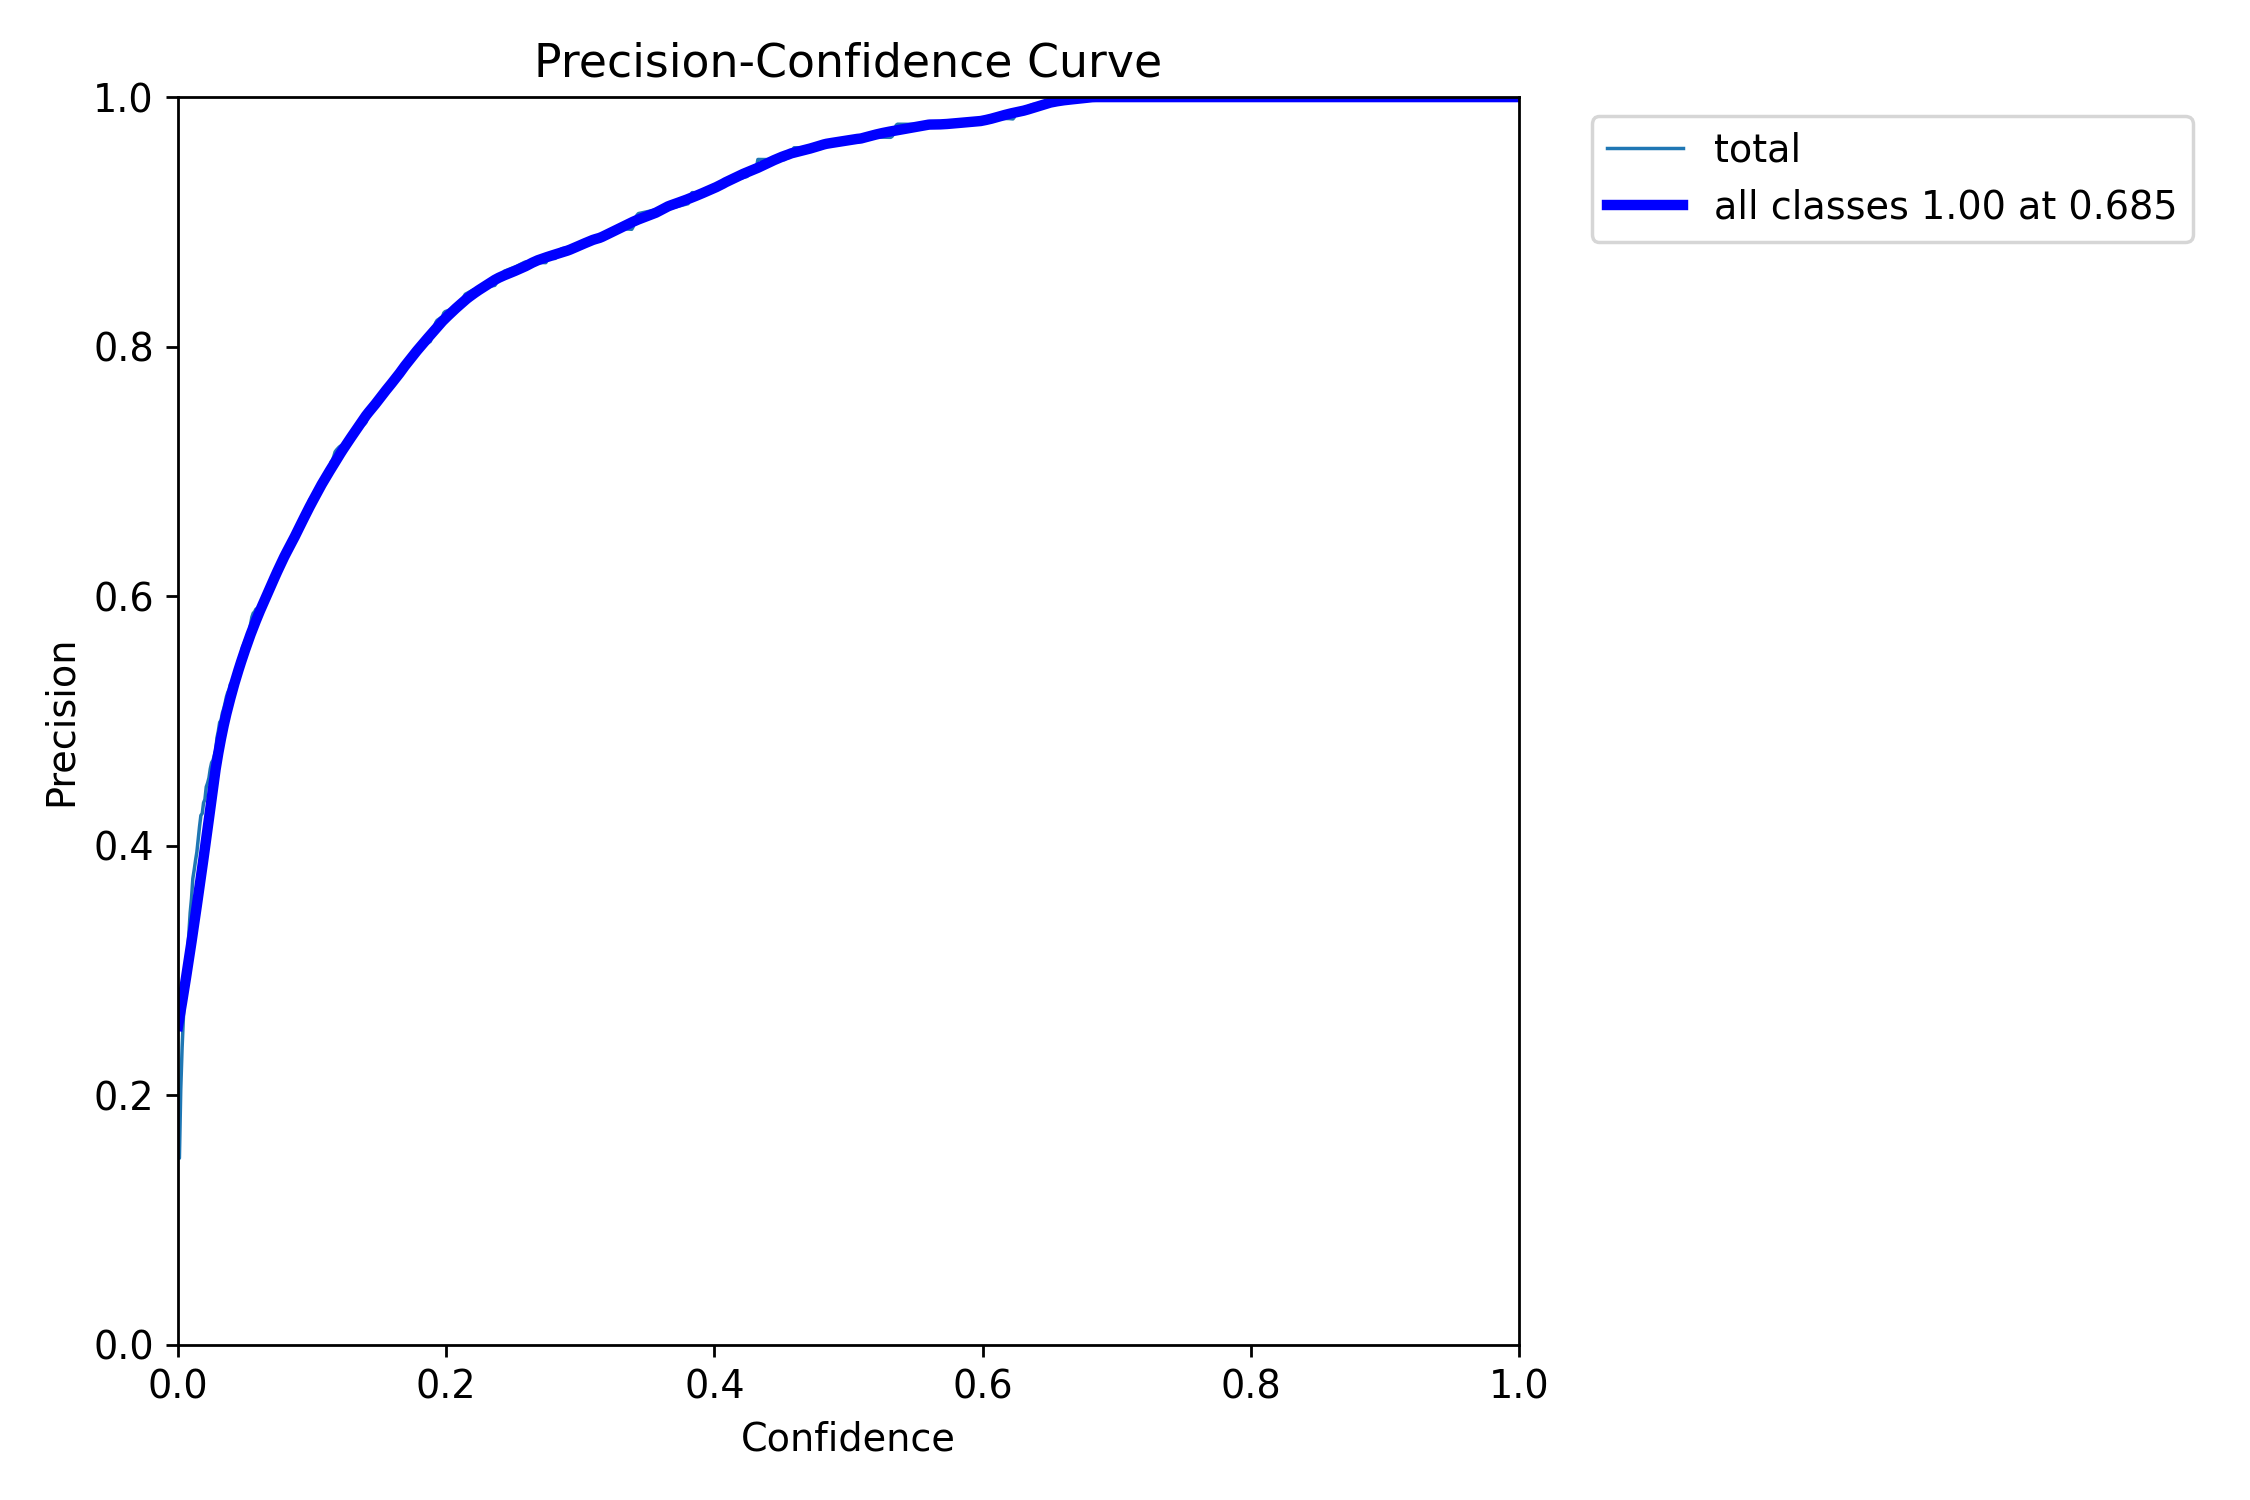 Precision-Confidence Curve
total
all classes 1.00 at 0.685
Precision
1.0
0.8
0.6
0.4
0.2
0.0
0.0 0.2 0.4 0.6 0.8 1.0
Confidence